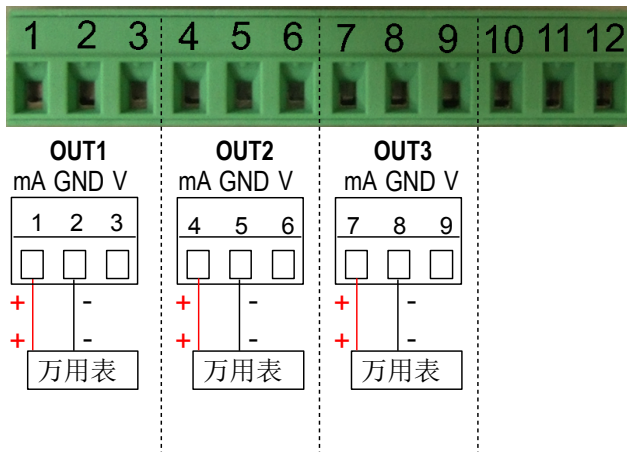 1 2 3 4 5 6 7 8 9 10 11 12
OUT1 OUT2 OUT3
mA GND V mA GND V mA GND V
1 2 3 4 5 6 7 8 9
+ - + - + -
+ - + - + -
万用表 万用表 万用表